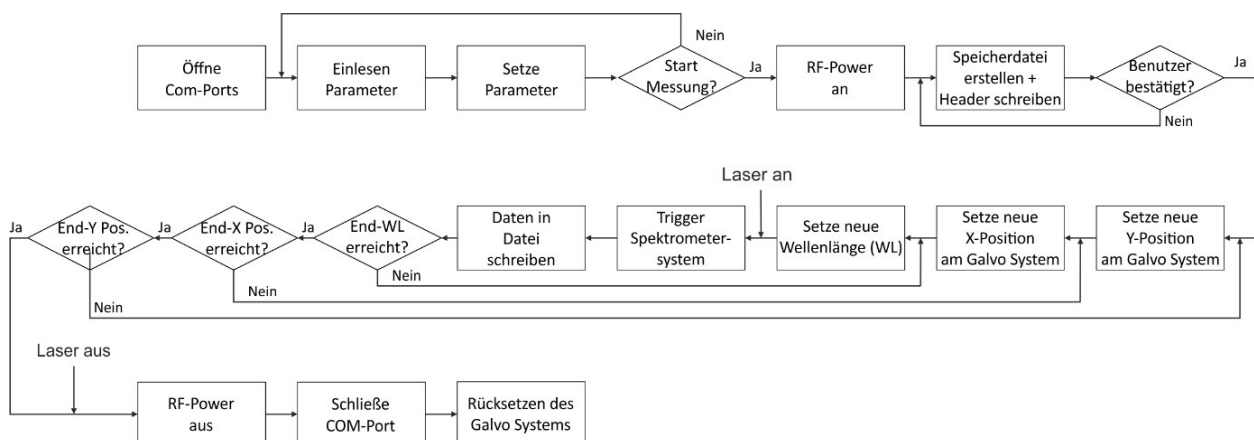 Nein
Öffne
Com-Ports
Einlesen
Parameter
Setze
Parameter
Start
Messung?
Ja
RF-Power
an
Speicherdatei
erstellen +
Header schreiben
Benutzer
bestätigt?
Ja
Nein
Laser an
Ja
End-Y Pos.
erreicht?
Ja
End-X Pos.
erreicht?
Ja
End-WL
erreicht?
Daten in
Datei
schreiben
Trigger
Spektrometer-
system
Setze neue
Wellenlänge (WL)
Setze neue
X-Position
am Galvo System
Setze neue
Y-Position
am Galvo System
Nein
Nein
Nein
Laser aus
RF-Power
aus
Schließe
COM-Port
Rücksetzen des
Galvo Systems